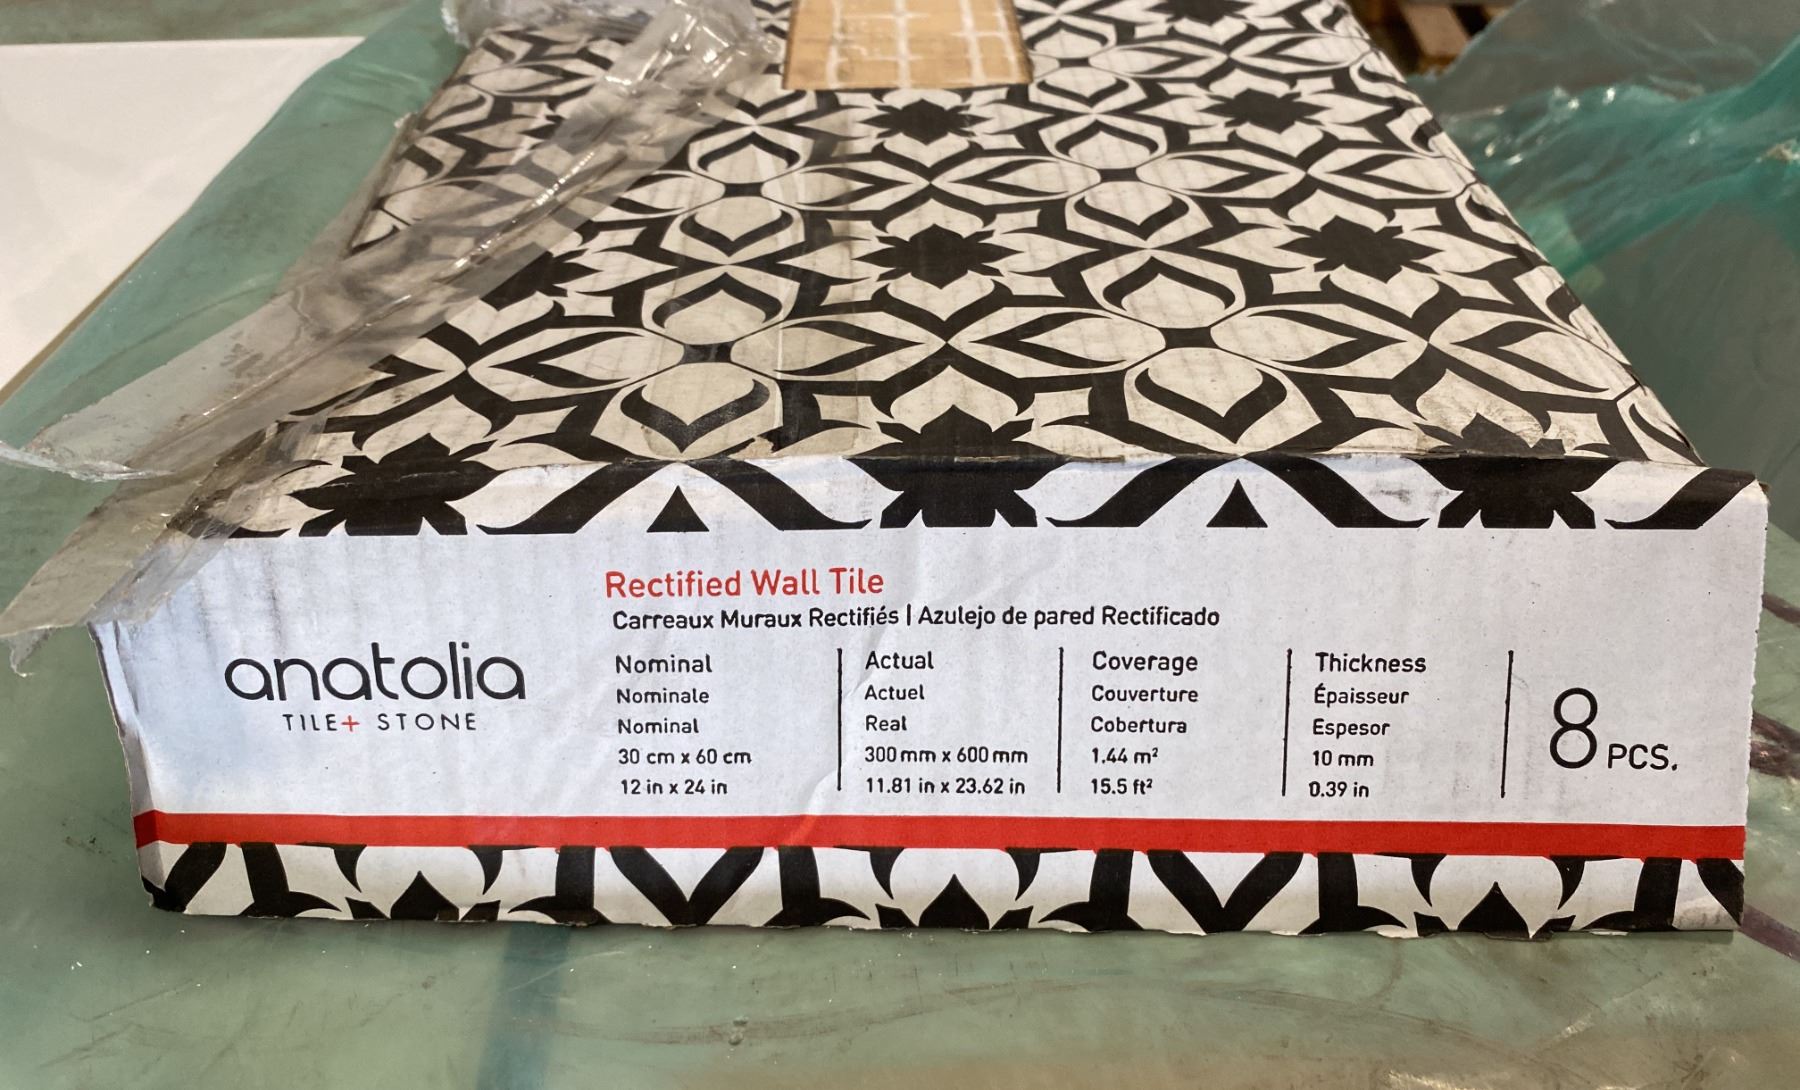 Rectified Wall Tile
Carreaux Muraux Rectifiés | Azulejo de pared Rectificado
anatolia
TILE+ STONE
Nominal
Nominale
Nominal
30 cm x 60 cm
12 in x 24 in
Actual
Actuel
Real
300 mm x 600 mm
11.81 in x 23.62 in
Coverage
Couverture
Cobertura
1.44 m²
15.5 ft²
Thickness
Épaisseur
Espesor
10 mm
0.39 in
8 PCS.